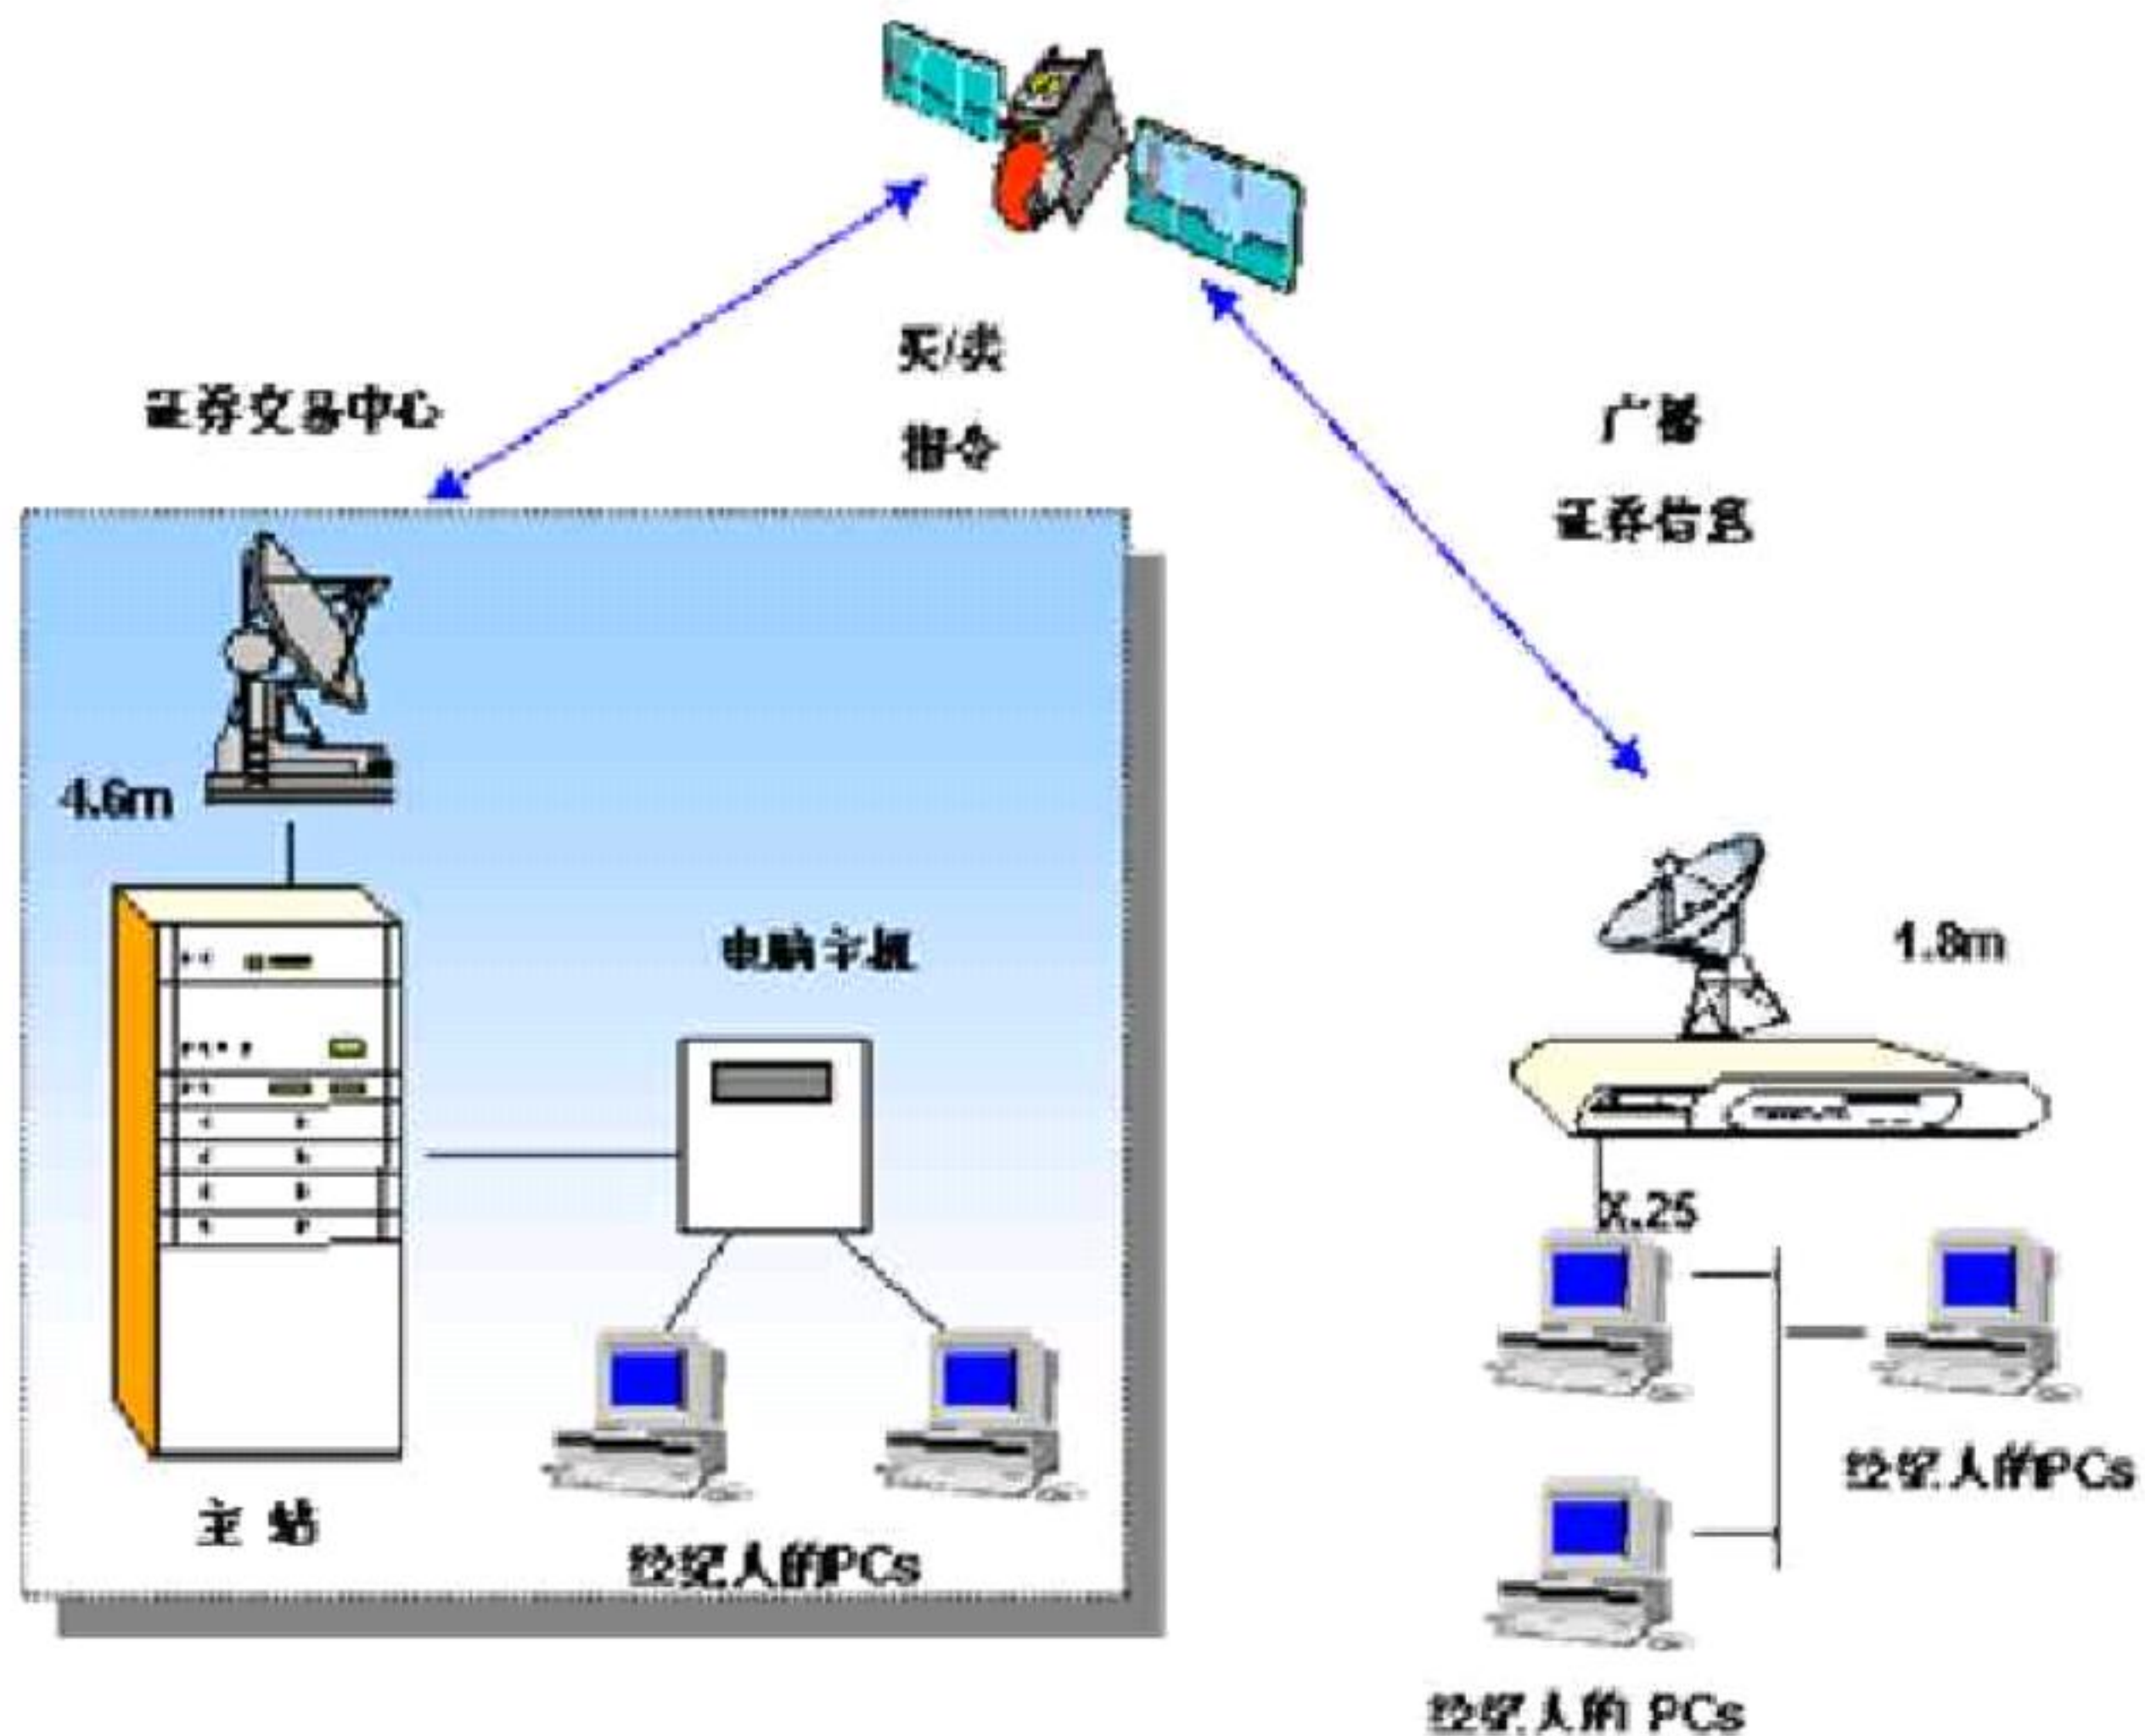 买/卖
指令
证券交易中心
广播
证券信息
4.6m
电脑主机
1.8m
X.25
主 站
经纪人的PCs
经纪人的PCs
经纪人的 PCs